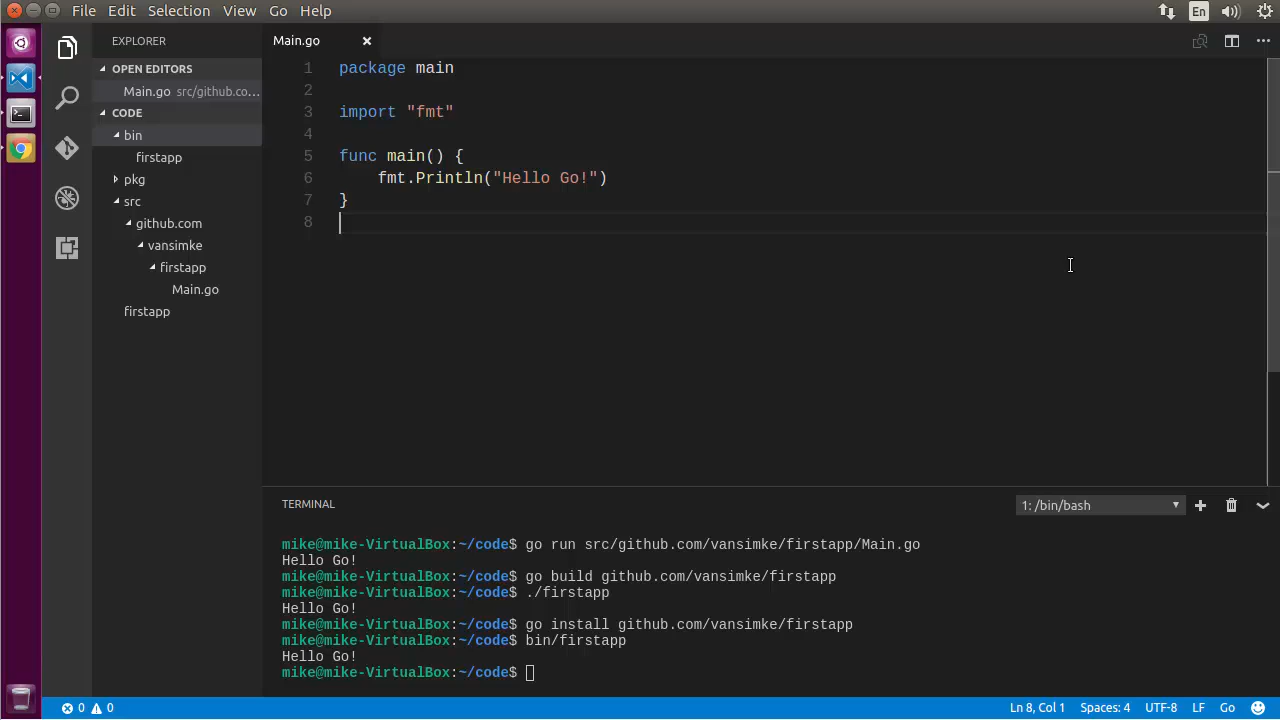 File Edit Selection View Go Help
En
EXPLORER
OPEN EDITORS
Main.go src/github.co...
CODE
bin
firstapp
pkg
src
github.com
vansimke
firstapp
Main.go
firstapp
Main.go
1 package main
2
3 import "fmt"
4
5 func main() {
6 fmt.Println("Hello Go!")
7 }
8
TERMINAL
1: /bin/bash
mike@mike-VirtualBox:~/code$ go run src/github.com/vansimke/firstapp/Main.go
Hello Go!
mike@mike-VirtualBox:~/code$ go build github.com/vansimke/firstapp
mike@mike-VirtualBox:~/code$ ./firstapp
Hello Go!
mike@mike-VirtualBox:~/code$ go install github.com/vansimke/firstapp
mike@mike-VirtualBox:~/code$ bin/firstapp
Hello Go!
mike@mike-VirtualBox:~/code$
0 0
Ln 8, Col 1 Spaces: 4 UTF-8 LF Go